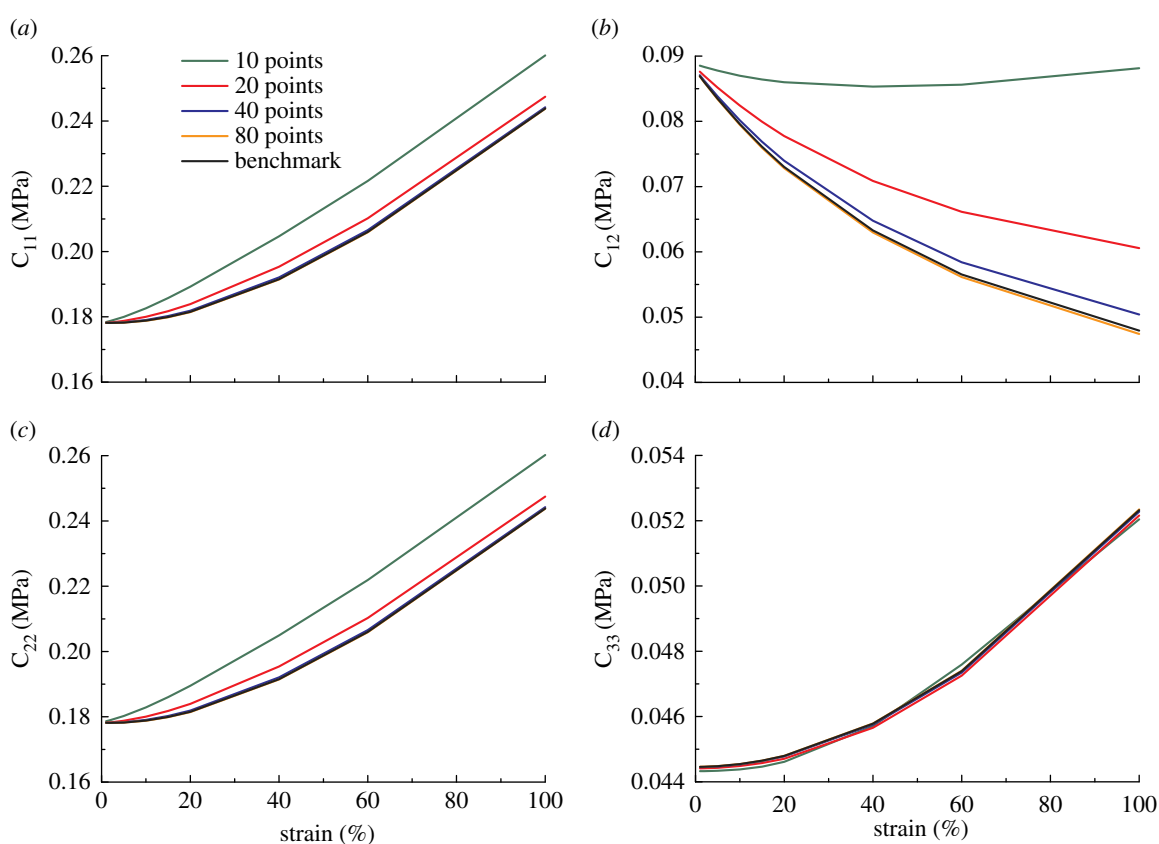 (a)
0.26
0.24
0.22
0.20
0.18
0.16
C11 (MPa)
10 points
20 points
40 points
80 points
benchmark
(b)
0.09
0.08
0.07
0.06
0.05
0.04
C12 (MPa)
(c)
0.26
0.24
0.22
0.20
0.18
0.16
C22 (MPa)
0 20 40 60 80 100
strain (%)
(d)
0.054
0.052
0.050
0.048
0.046
0.044
C33 (MPa)
0 20 40 60 80 100
strain (%)